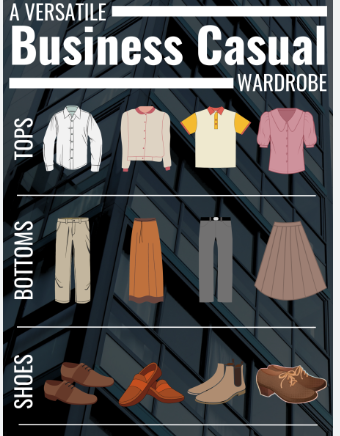 A VERSATILE
Business Casual
WARDROBE
TOPS
BOTTOMS
SHOES